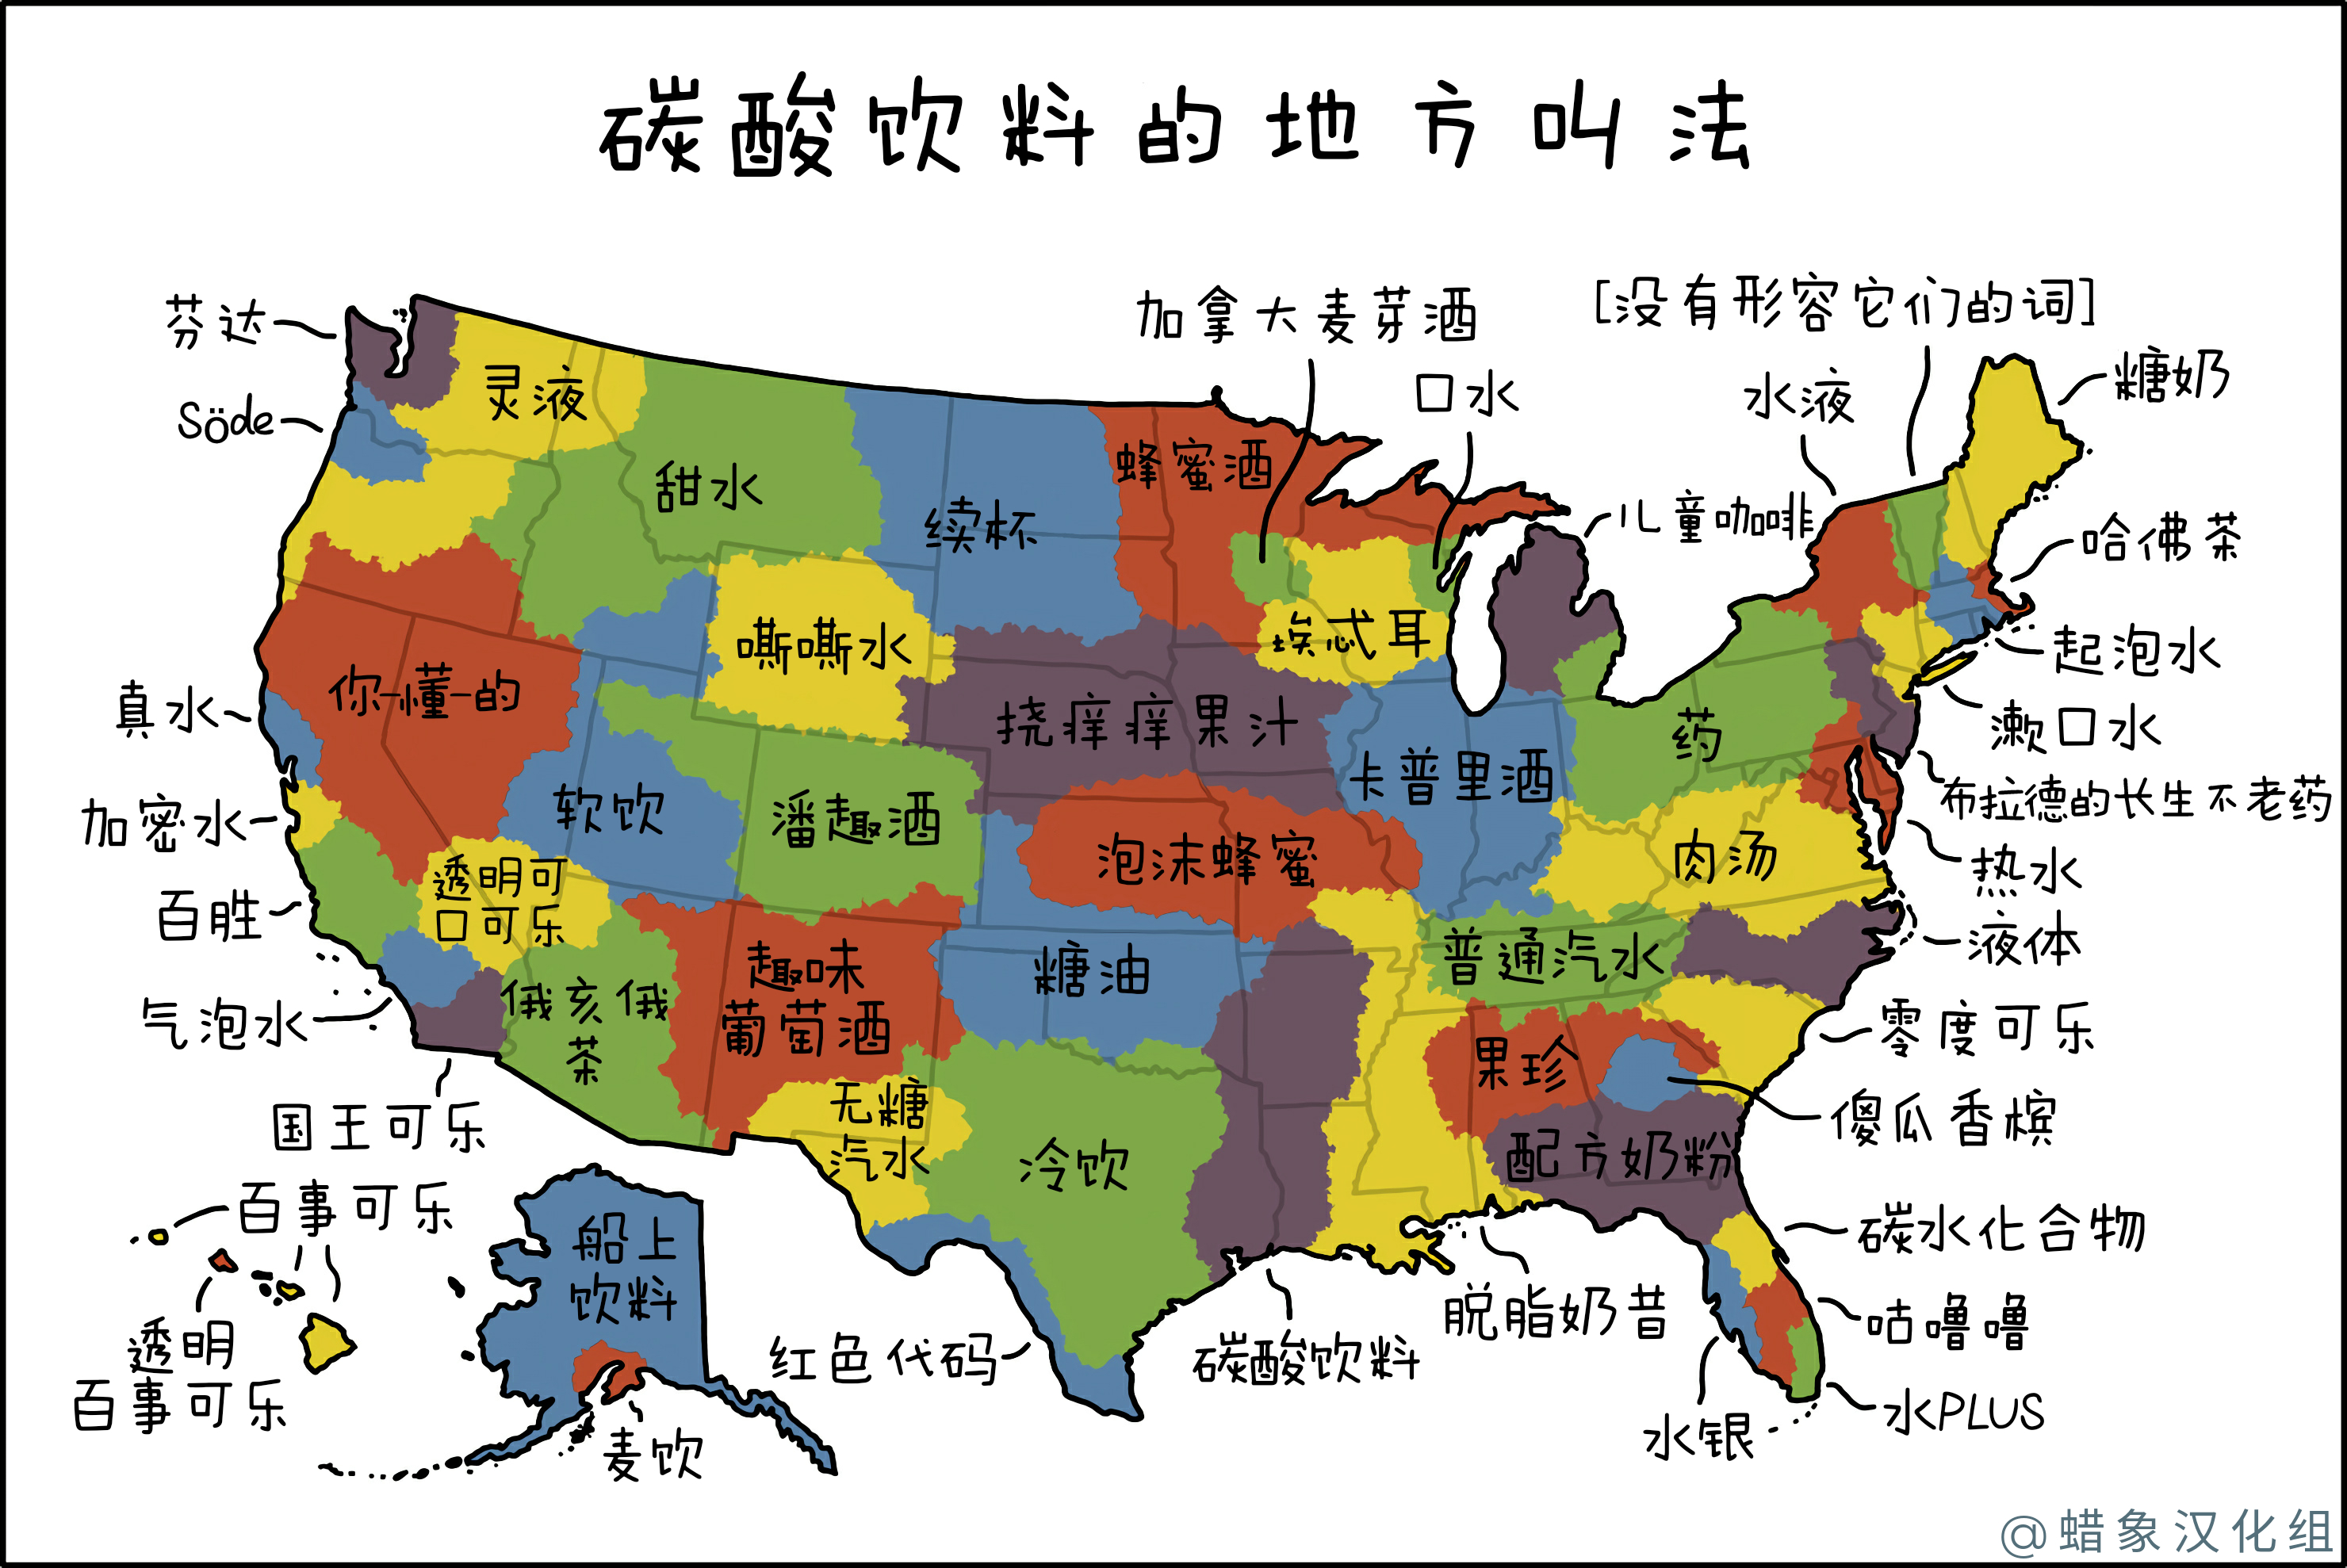 碳酸饮料的地方叫法
芬达
Söde
灵液
甜水
续杯
蜂蜜酒
加拿大麦芽酒
口水
[没有形容它们的词]
水液
糖奶
儿童咖啡
哈佛茶
起泡水
漱口水
布拉德的长生不老药
热水
液体
零度可乐
傻瓜香槟
碳水化合物
咕噜噜
水PLUS
水银
脱脂奶昔
碳酸饮料
红色代码
你懂的
嘶嘶水
挠痒痒果汁
埃忒耳
卡普里酒
药
真水
加密水
百胜
气泡水
国王可乐
软饮
潘趣酒
泡沫蜂蜜
肉汤
透明可
口可乐
俄亥俄
茶
趣味
葡萄酒
糖油
普通汽水
果珍
无糖
汽水
冷饮
配方奶粉
百事可乐
透明
百事可乐
船上
饮料
麦饮
@蜡象汉化组